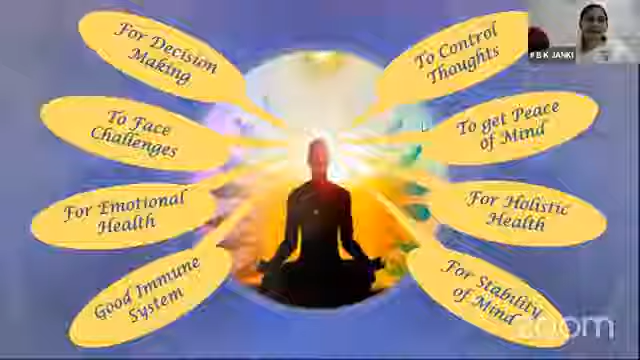 For Decision
Making
To Face
Challenges
For Emotional
Health
Good Immune
System
To Control
Thoughts
To get Peace
of Mind
For Holistic
Health
For Stability
of Mind
B K JANKI
zoom